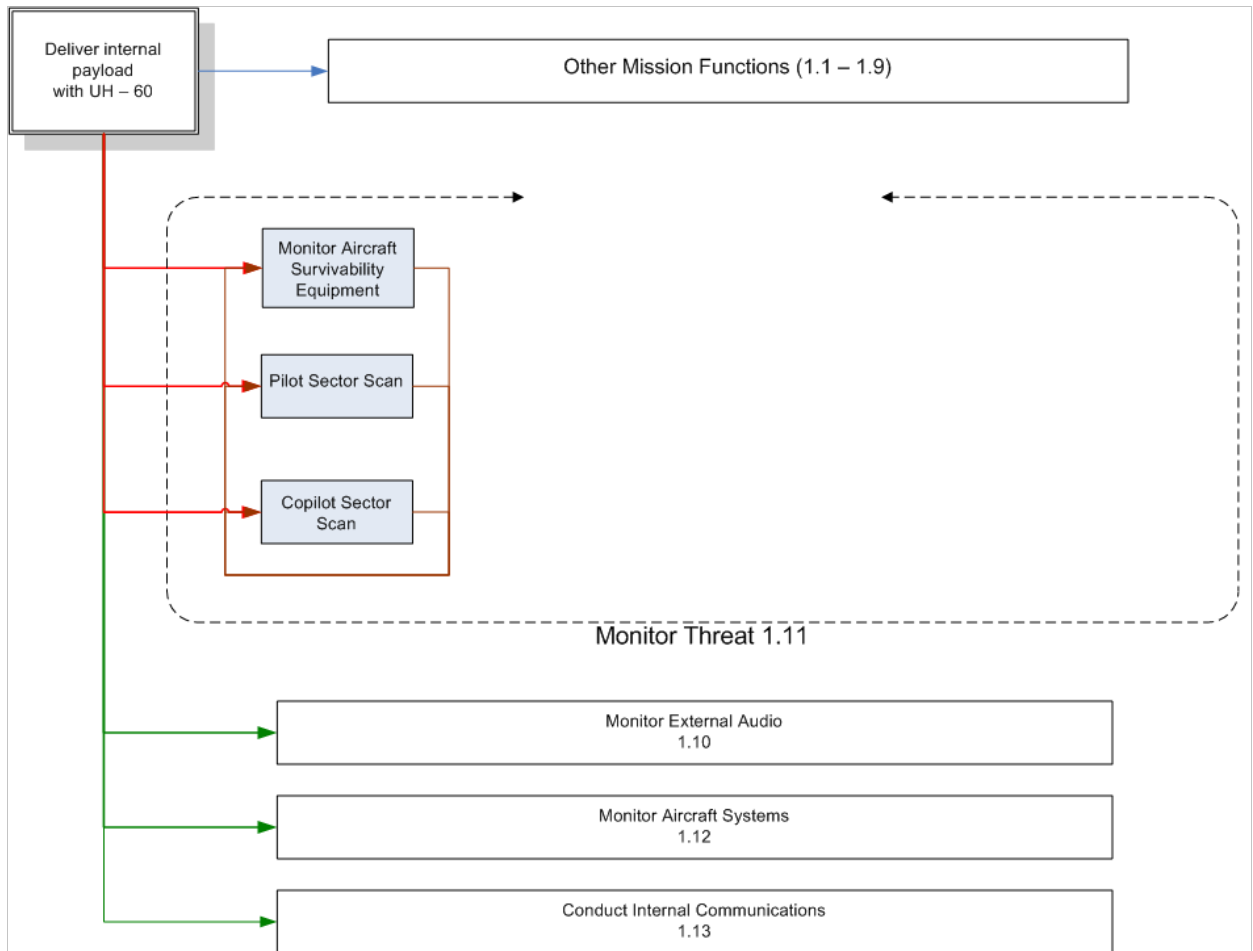 Deliver internal
payload
with UH – 60
Other Mission Functions (1.1 – 1.9)
Monitor Aircraft
Survivability
Equipment
Pilot Sector Scan
Copilot Sector
Scan
Monitor Threat 1.11
Monitor External Audio
1.10
Monitor Aircraft Systems
1.12
Conduct Internal Communications
1.13